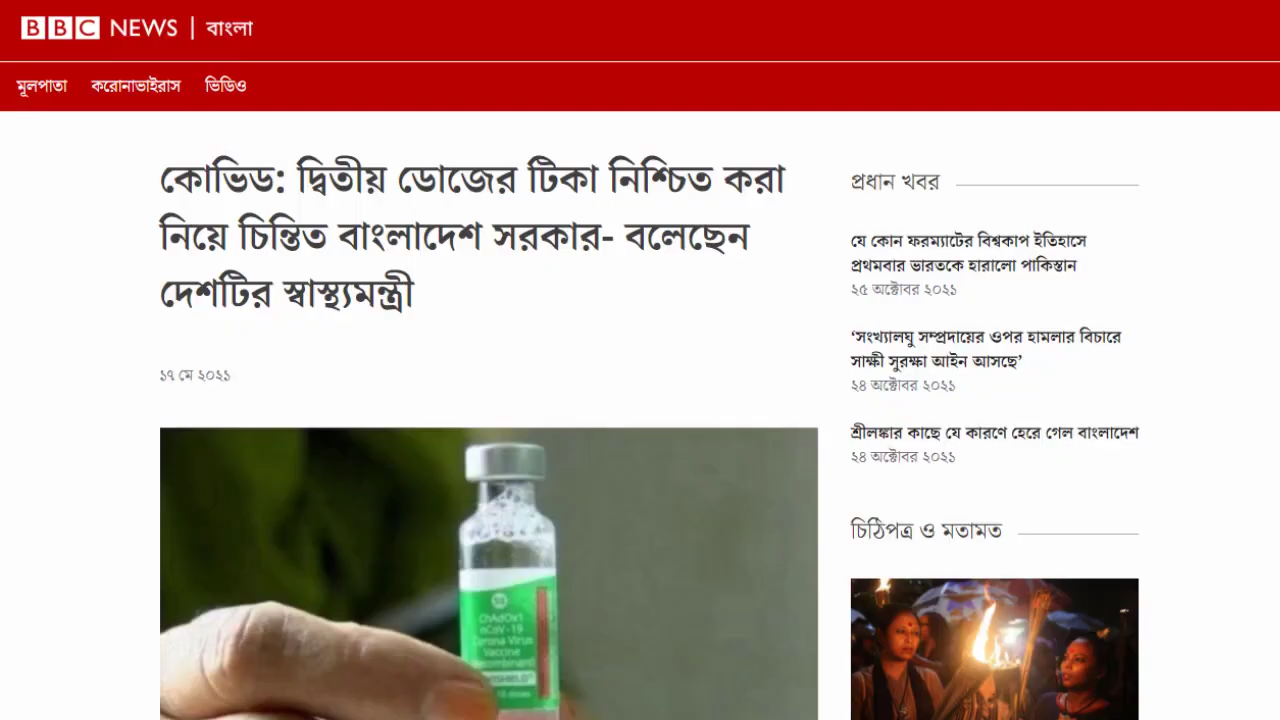 BBC NEWS | বাংলা
মূলপাতা করোনাভাইরাস ভিডিও
কোভিড: দ্বিতীয় ডোজের টিকা নিশ্চিত করা
নিয়ে চিন্তিত বাংলাদেশ সরকার- বলেছেন
দেশটির স্বাস্থ্যমন্ত্রী
১৭ মে ২০২১
ChAdOx1
nCoV-19
Corona Virus
Vaccine
প্রধান খবর
যে কোন ফরম্যাটের বিশ্বকাপ ইতিহাসে
প্রথমবার ভারতকে হারালো পাকিস্তান
২৫ অক্টোবর ২০২১
‘সংখ্যালঘু সম্প্রদায়ের ওপর হামলার বিচারে
সাক্ষী সুরক্ষা আইন আসছে’
২৪ অক্টোবর ২০২১
শ্রীলঙ্কার কাছে যে কারণে হেরে গেল বাংলাদেশ
২৪ অক্টোবর ২০২১
চিঠিপত্র ও মতামত